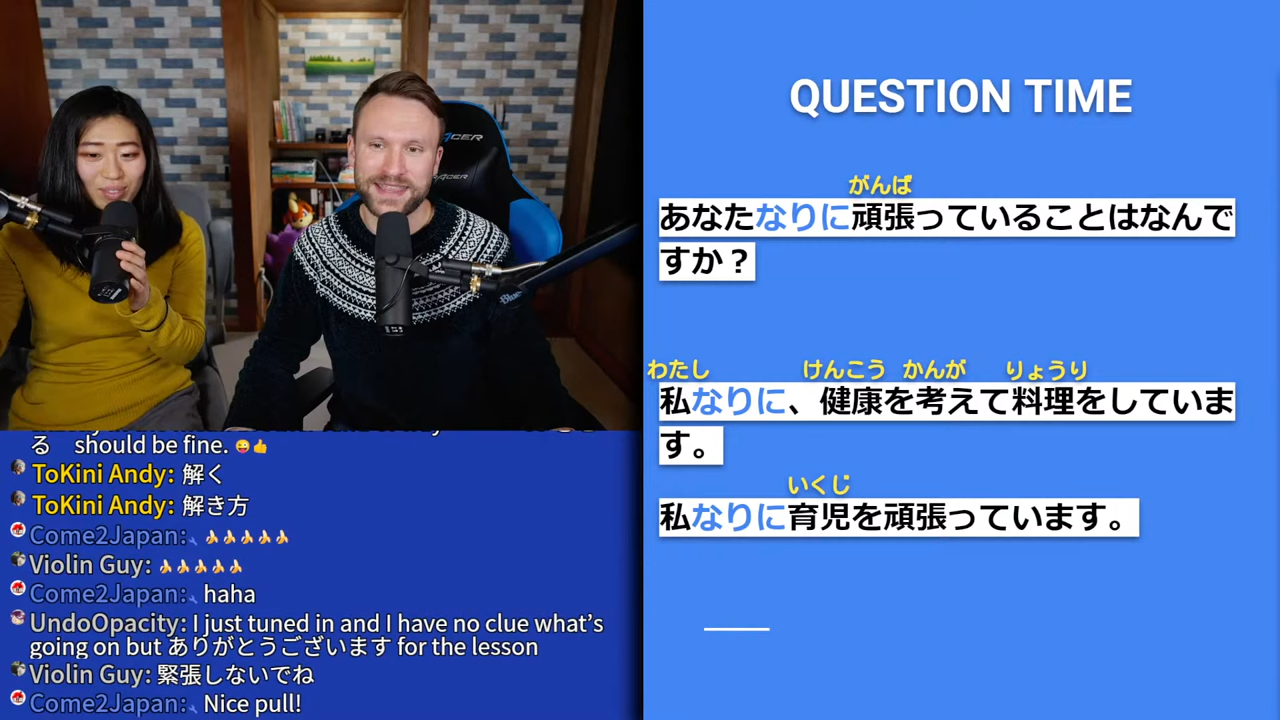 QUESTION TIME
がんば
あなたなりに頑張っていることはなんで
すか？
わたし けんこう かんが りょうり
私なりに、健康を考えて料理をしていま
す。
いくじ
私なりに育児を頑張っています。
る should be fine. 😜👍
ToKini Andy: 解く
ToKini Andy: 解き方
Come2Japan: 🍌🍌🍌🍌🍌
Violin Guy: 🍌🍌🍌🍌🍌
Come2Japan: haha
UndoOpacity: I just tuned in and I have no clue what’s
going on but ありがとうございます for the lesson
Violin Guy: 緊張しないでね
Come2Japan: Nice pull!